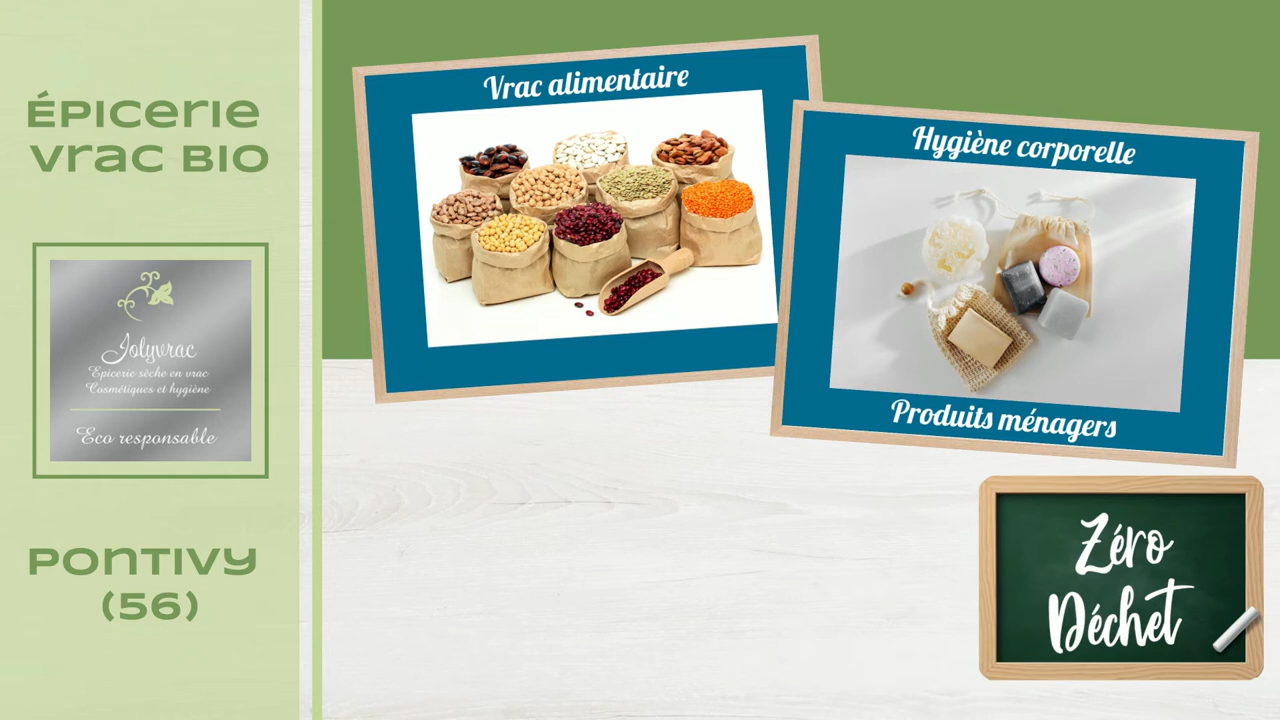 Épicerie
vrac BIO
Jolyvrac
Epicerie sèche en vrac
Cosmétiques et hygiène
Eco responsable
Pontivy
(56)
Vrac alimentaire
Hygiène corporelle
Produits ménagers
Zéro
Déchet